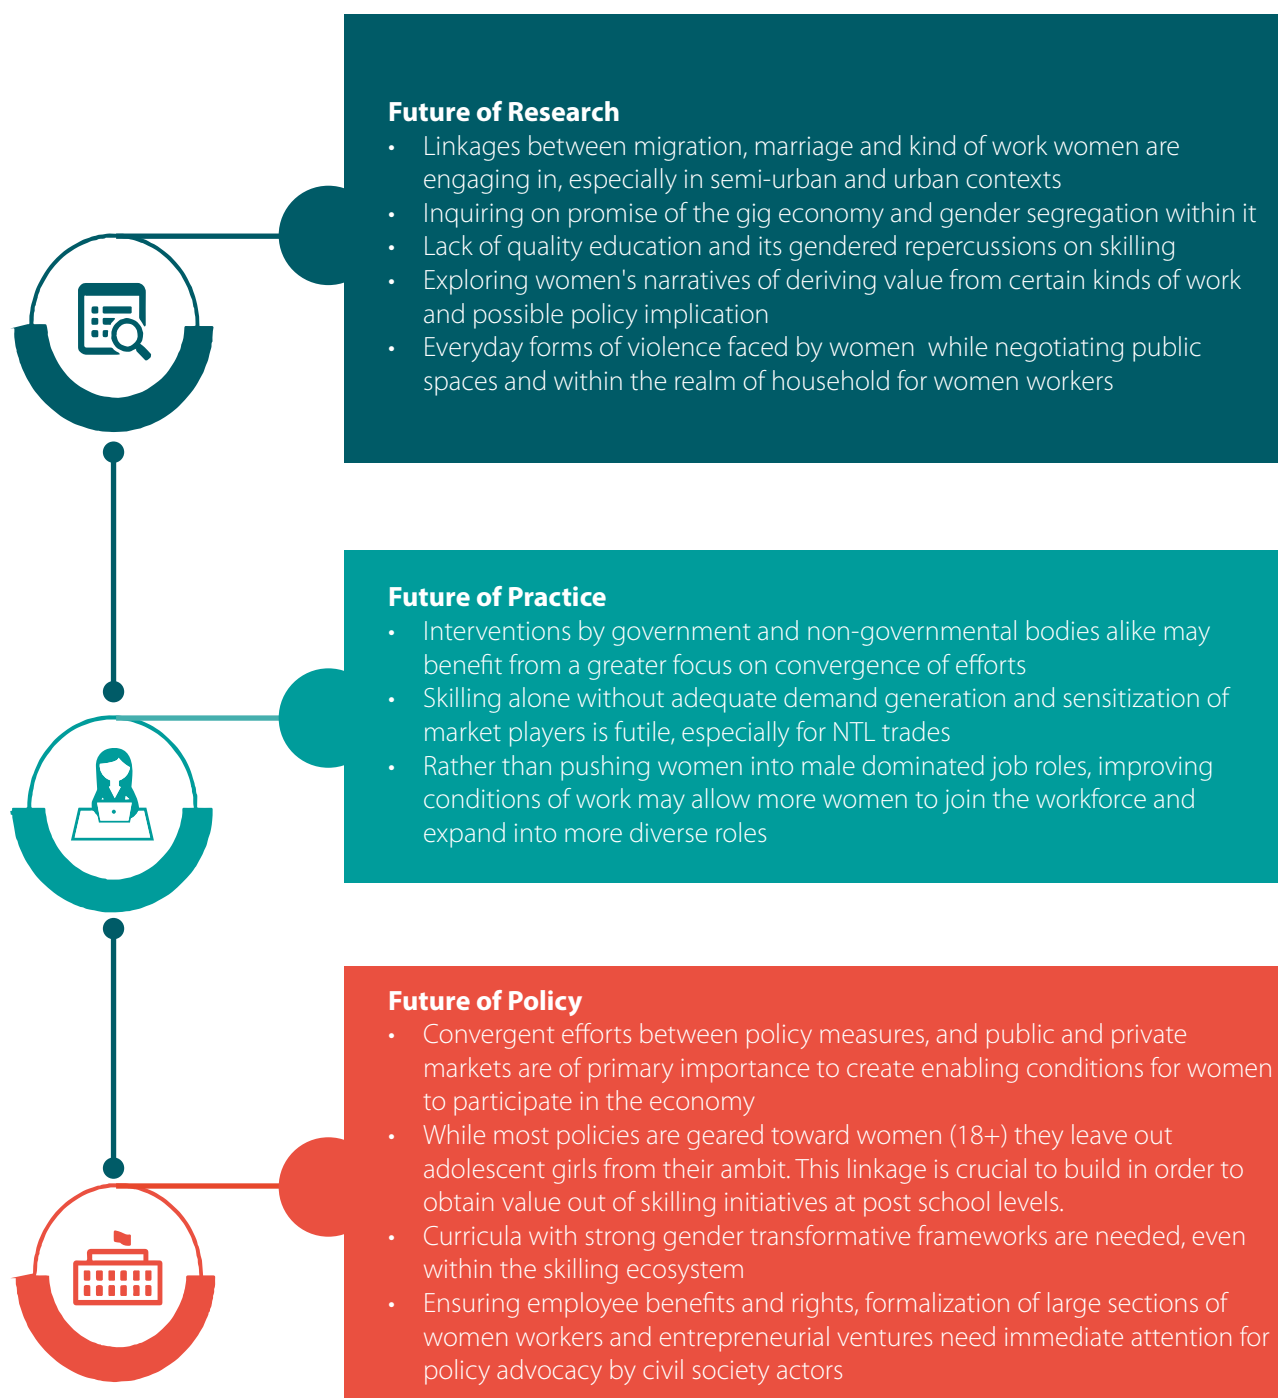 Future of Research
• Linkages between migration, marriage and kind of work women are
engaging in, especially in semi-urban and urban contexts
• Inquiring on promise of the gig economy and gender segregation within it
• Lack of quality education and its gendered repercussions on skilling
• Exploring women's narratives of deriving value from certain kinds of work
and possible policy implication
• Everyday forms of violence faced by women  while negotiating public
spaces and within the realm of household for women workers
Future of Practice
• Interventions by government and non-governmental bodies alike may
benefit from a greater focus on convergence of efforts
• Skilling alone without adequate demand generation and sensitization of
market players is futile, especially for NTL trades
• Rather than pushing women into male dominated job roles, improving
conditions of work may allow more women to join the workforce and
expand into more diverse roles
Future of Policy
• Convergent efforts between policy measures, and public and private
markets are of primary importance to create enabling conditions for women
to participate in the economy
• While most policies are geared toward women (18+) they leave out
adolescent girls from their ambit. This linkage is crucial to build in order to
obtain value out of skilling initiatives at post school levels.
• Curricula with strong gender transformative frameworks are needed, even
within the skilling ecosystem
• Ensuring employee benefits and rights, formalization of large sections of
women workers and entrepreneurial ventures need immediate attention for
policy advocacy by civil society actors